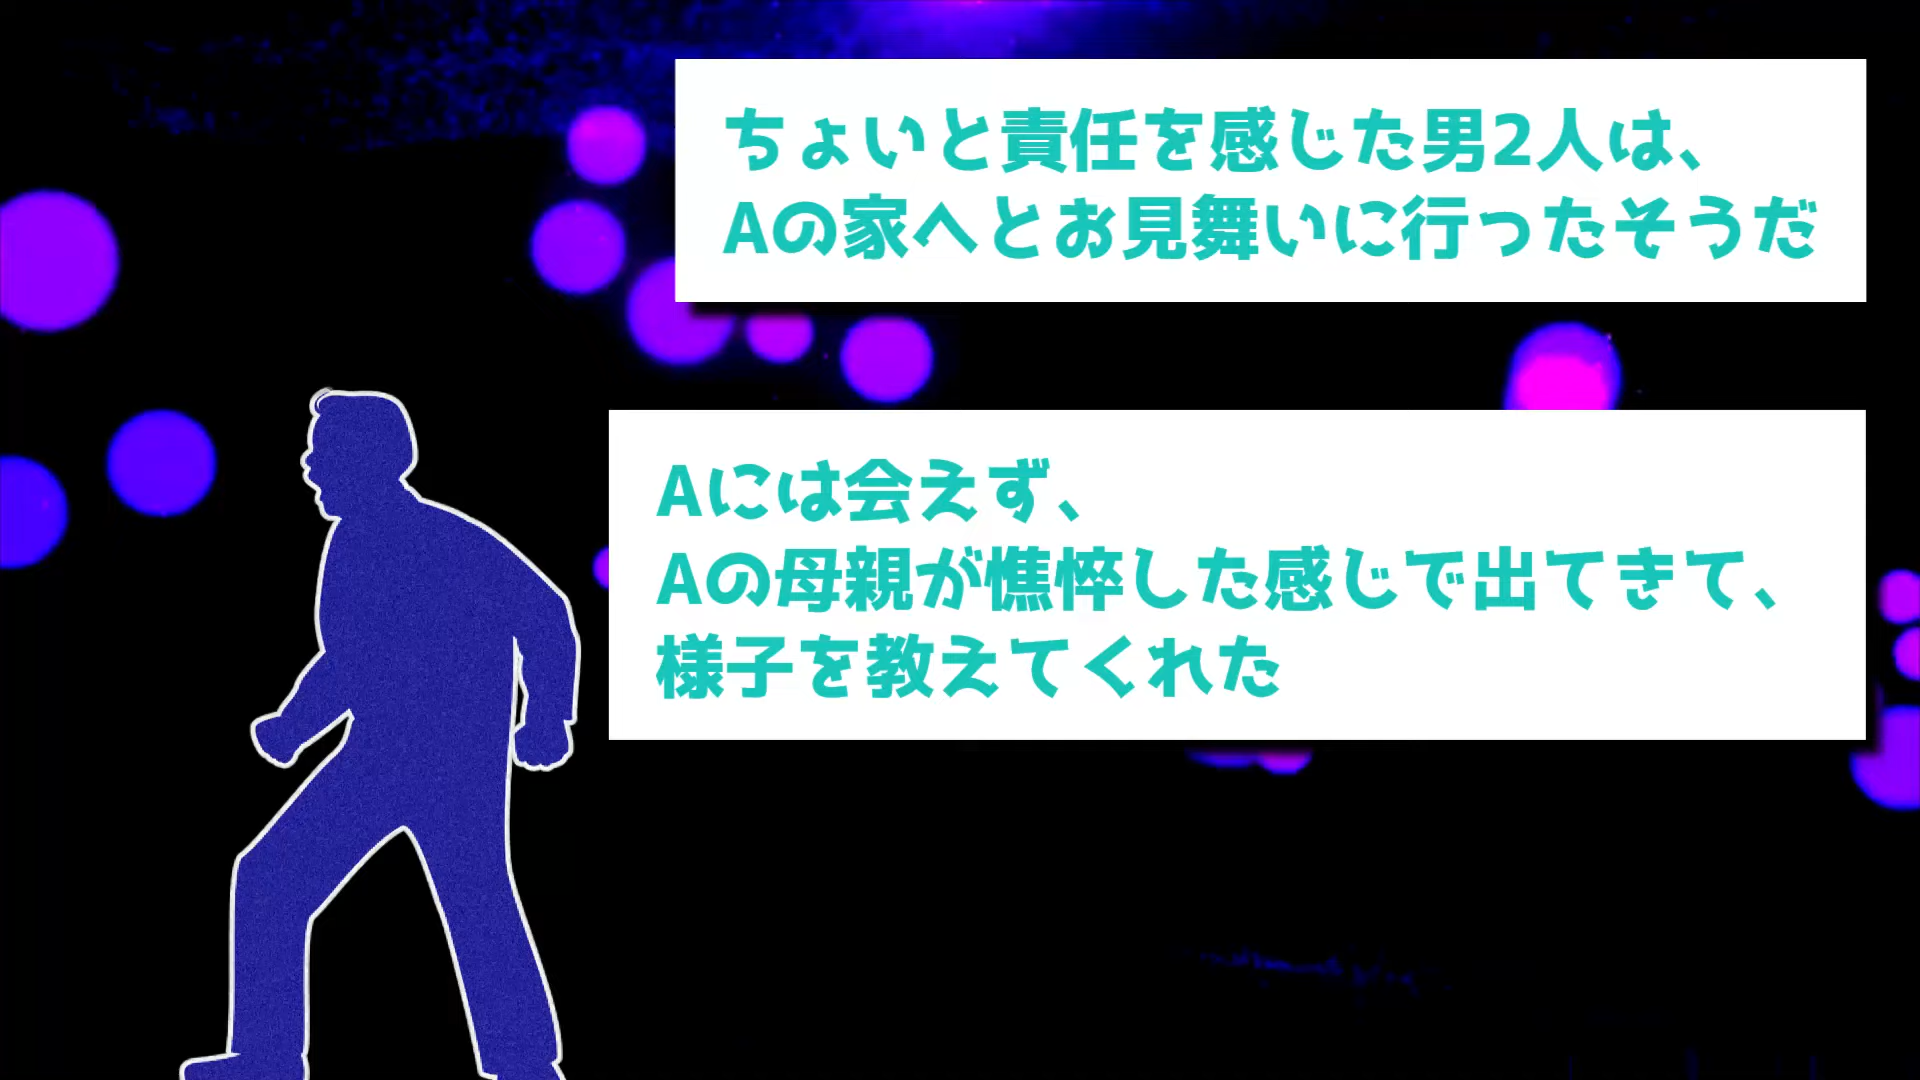 ちょいと責任を感じた男2人は、
Aの家へとお見舞いに行ったそうだ
Aには会えず、
Aの母親が憔悴した感じで出てきて、
様子を教えてくれた